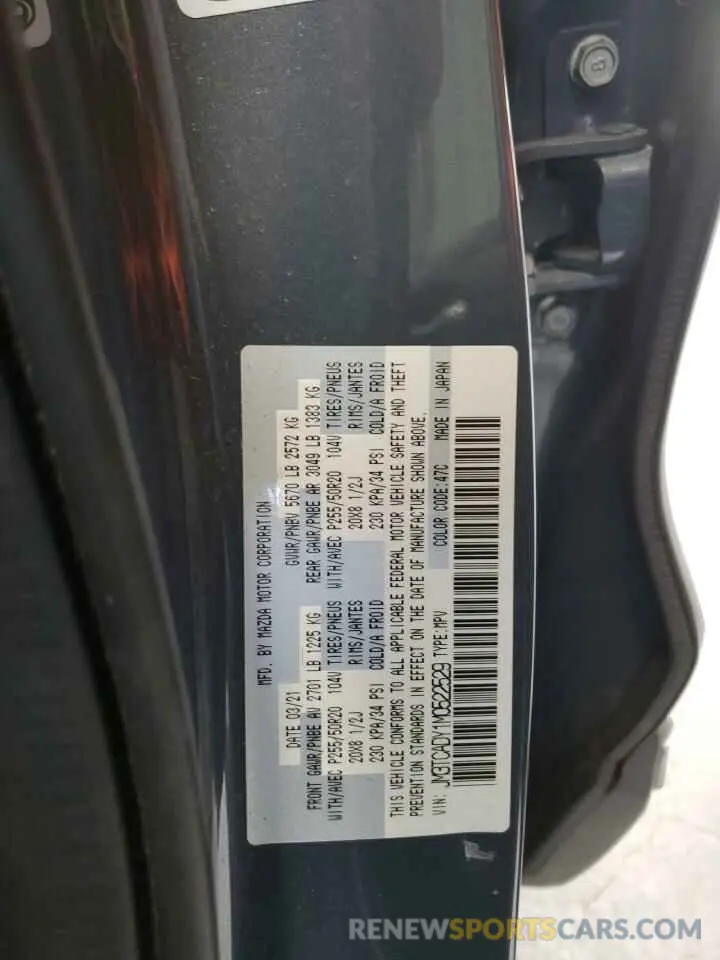 MFD. BY MAZDA MOTOR CORPORATION
DATE 03/21 GVWR/PNBV 5670 LB 2572 KG
FRONT GAWR/PNBE AV 2701 LB 1225 KG REAR GAWR/PNBE AR 3049 LB 1383 KG
WITH/AVEC P255/50R20 104V TIRES/PNEUS WITH/AVEC P255/50R20 104V TIRES/PNEUS
20X8 1/2J RIMS/JANTES 20X8 1/2J RIMS/JANTES
230 KPA/34 PSI COLD/A FROID 230 KPA/34 PSI COLD/A FROID
THIS VEHICLE CONFORMS TO ALL APPLICABLE FEDERAL MOTOR VEHICLE SAFETY AND THEFT
PREVENTION STANDARDS IN EFFECT ON THE DATE OF MANUFACTURE SHOWN ABOVE.
VIN: JM3TCADY1M0522529 TYPE:MPV COLOR CODE:47C MADE IN JAPAN
8
RENEWSPORTSCARS.COM